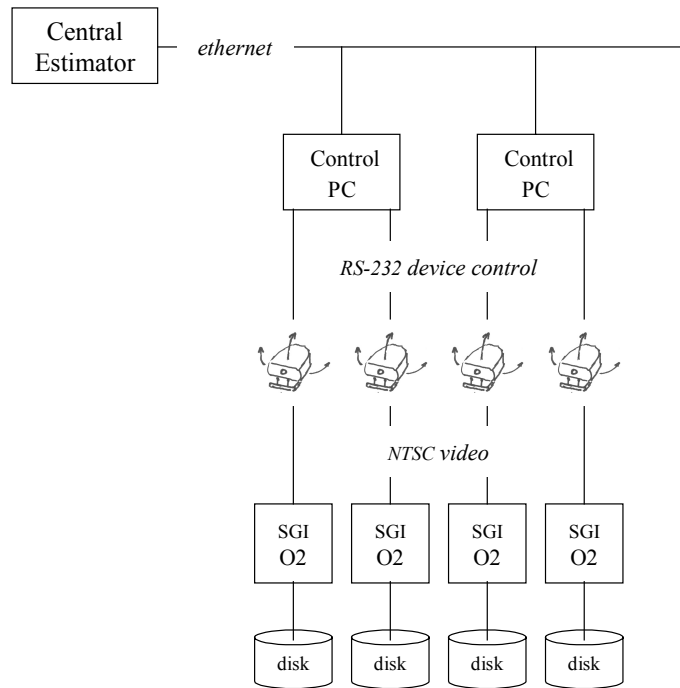 Central
Estimator
ethernet
Control
PC
Control
PC
RS-232 device control
NTSC video
SGI
O2
SGI
O2
SGI
O2
SGI
O2
disk
disk
disk
disk